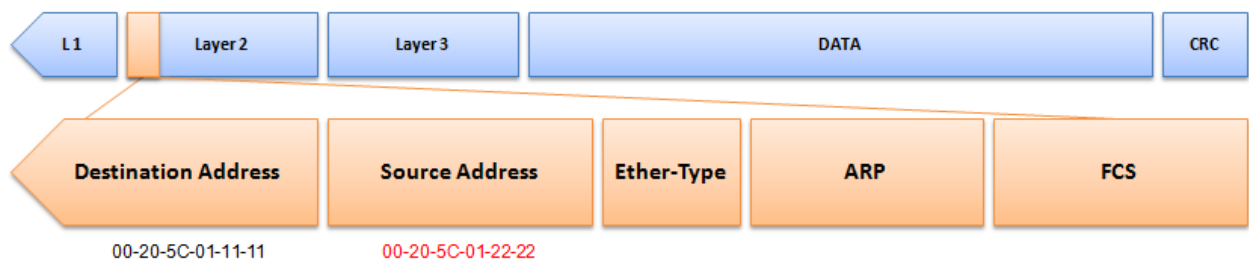 L 1
Layer 2
Layer 3
DATA
CRC
Destination Address
Source Address
Ether-Type
ARP
FCS
00-20-5C-01-11-11
00-20-5C-01-22-22